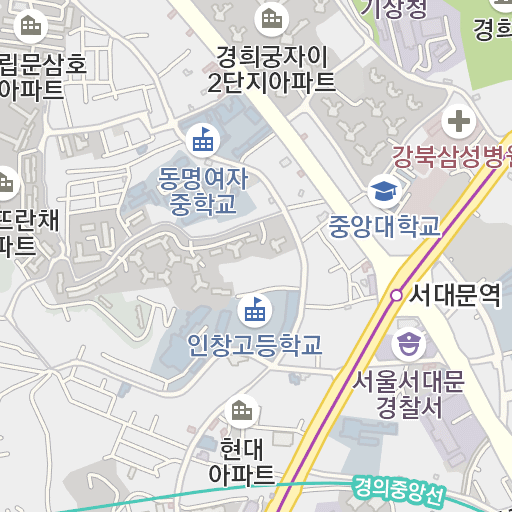 기상청
경희
립문삼호
아파트
경희궁자이
2단지아파트
강북삼성병원
동명여자
중학교
중앙대학교
뜨란채
파트
서대문역
인창고등학교
서울서대문
경찰서
현대
아파트
경의중앙선